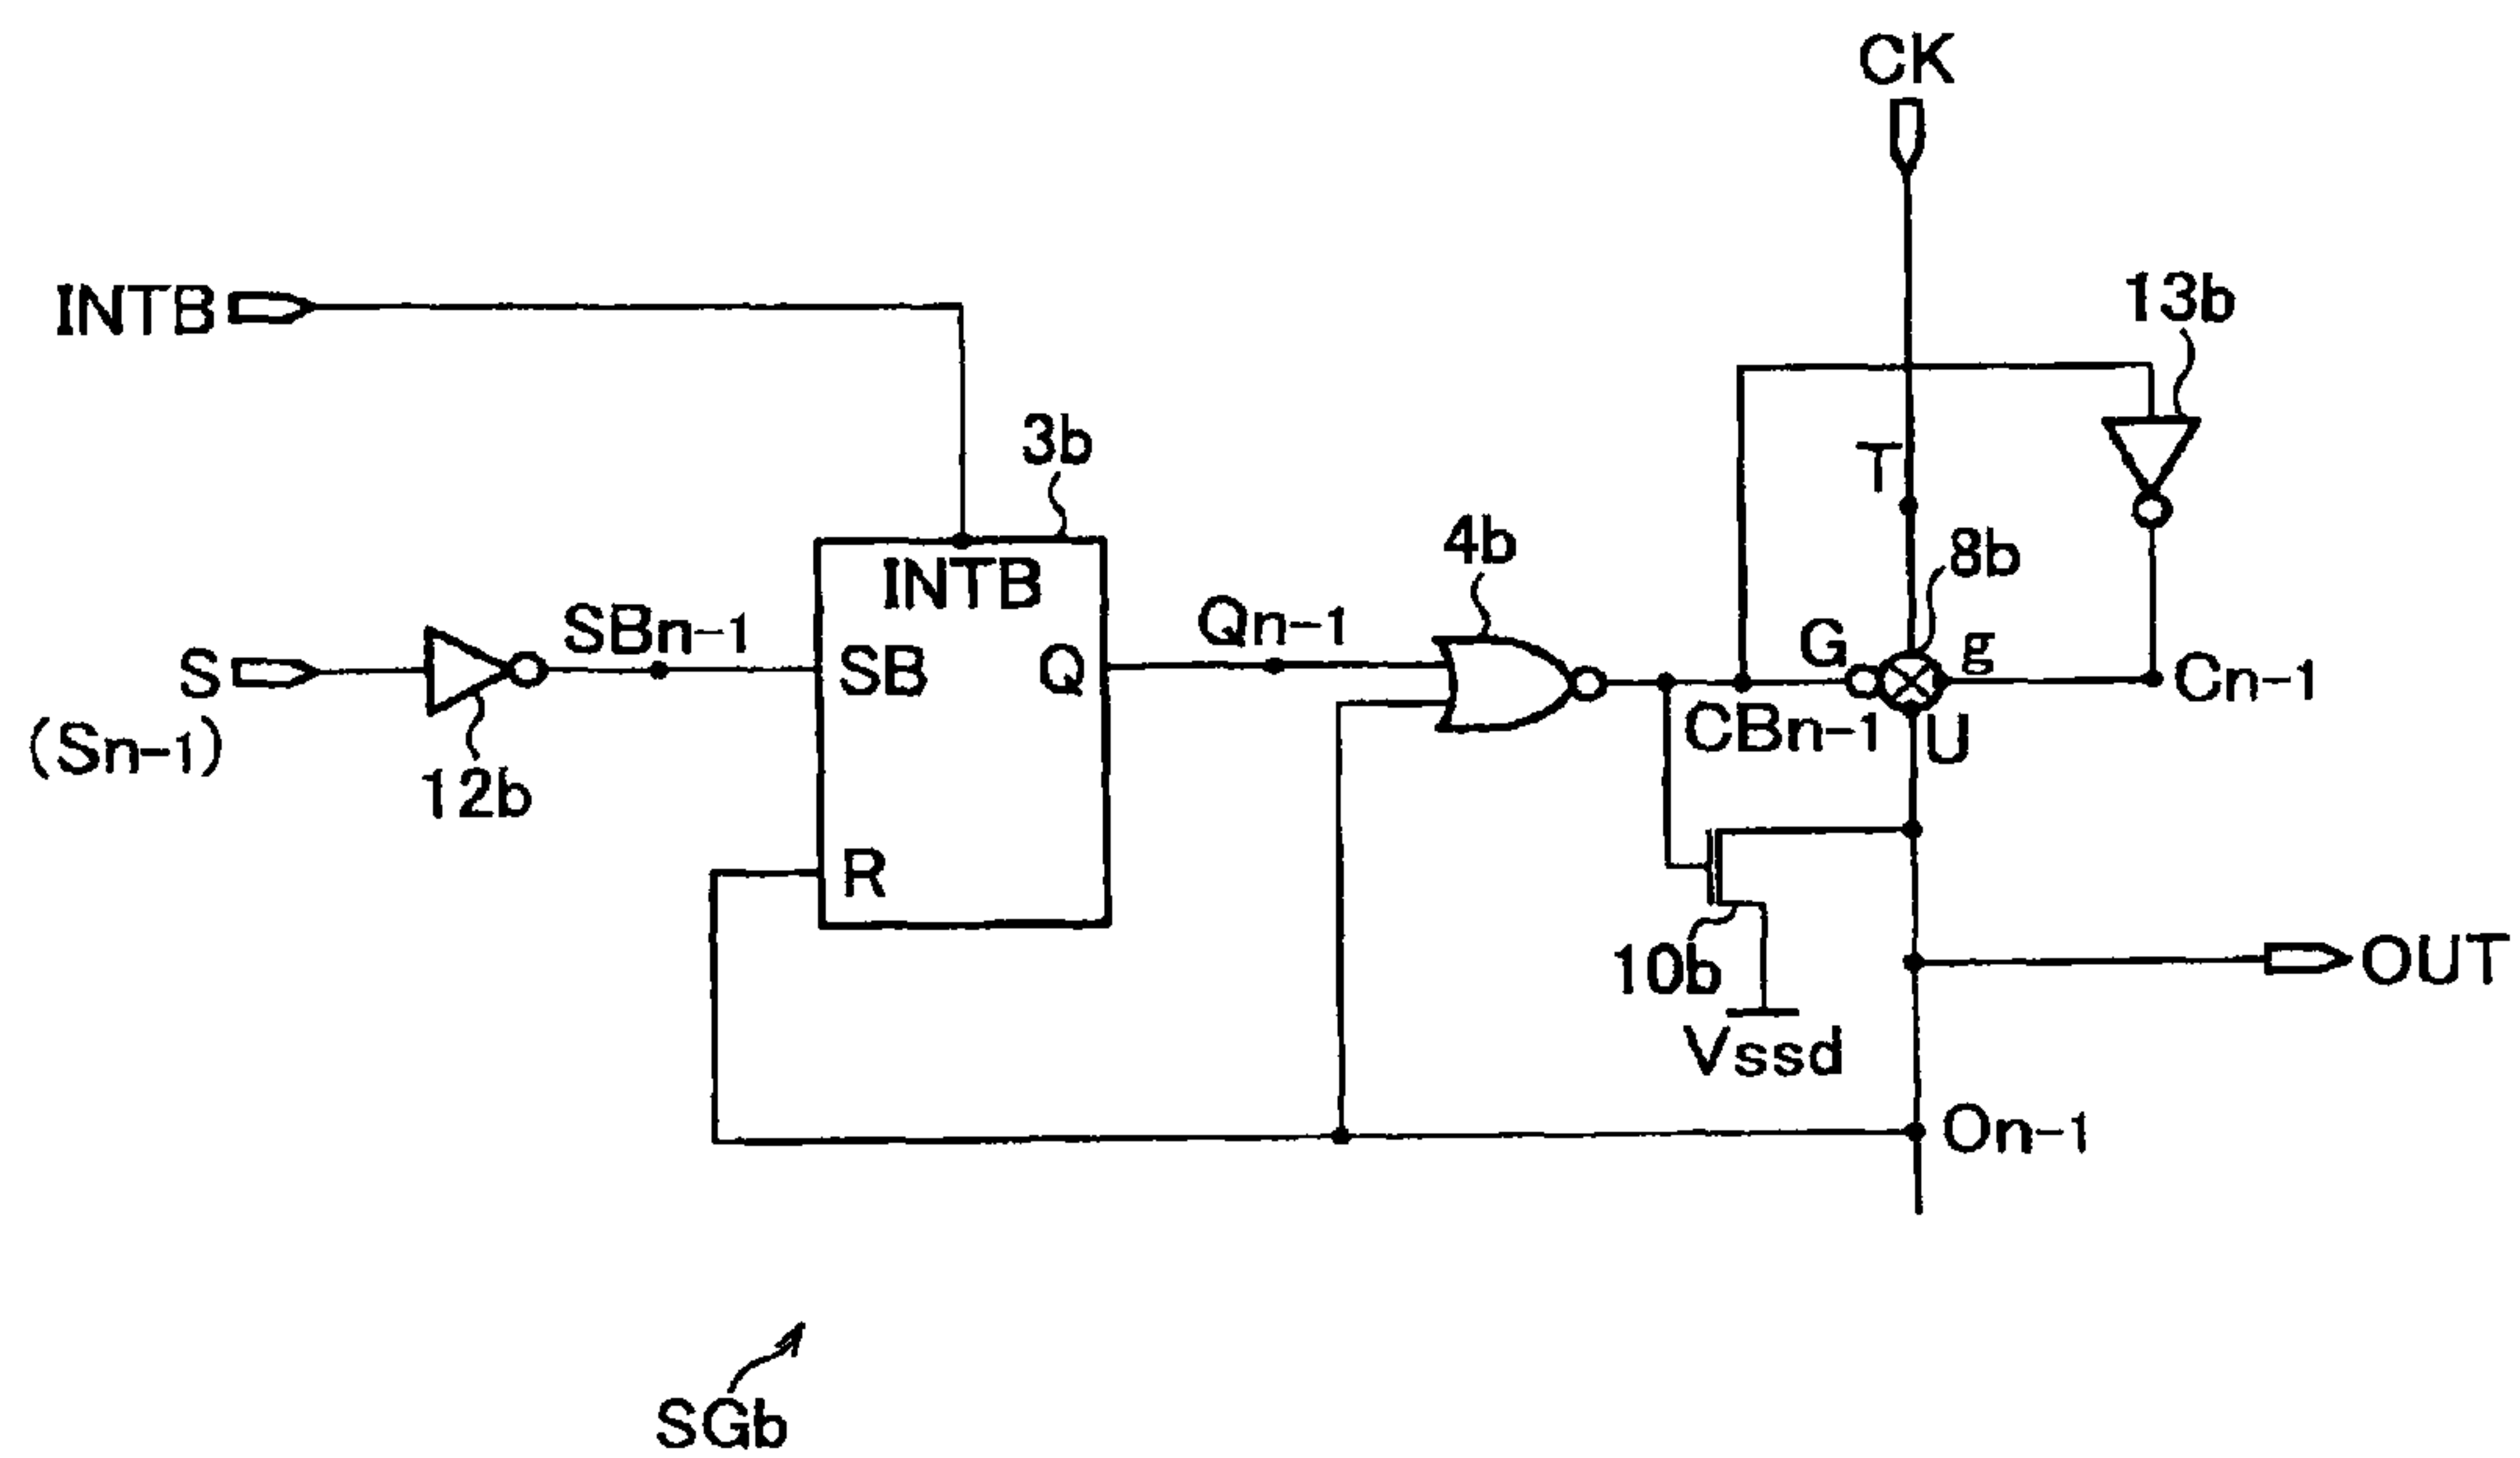 CK
INTB
13b
3b
T
4b
8b
INTB
SBn-1
Qn-1
G
g
S
SB
Q
Cn-1
(Sn-1)
CBn-1
U
12b
R
10b
OUT
Vssd
On-1
SGb